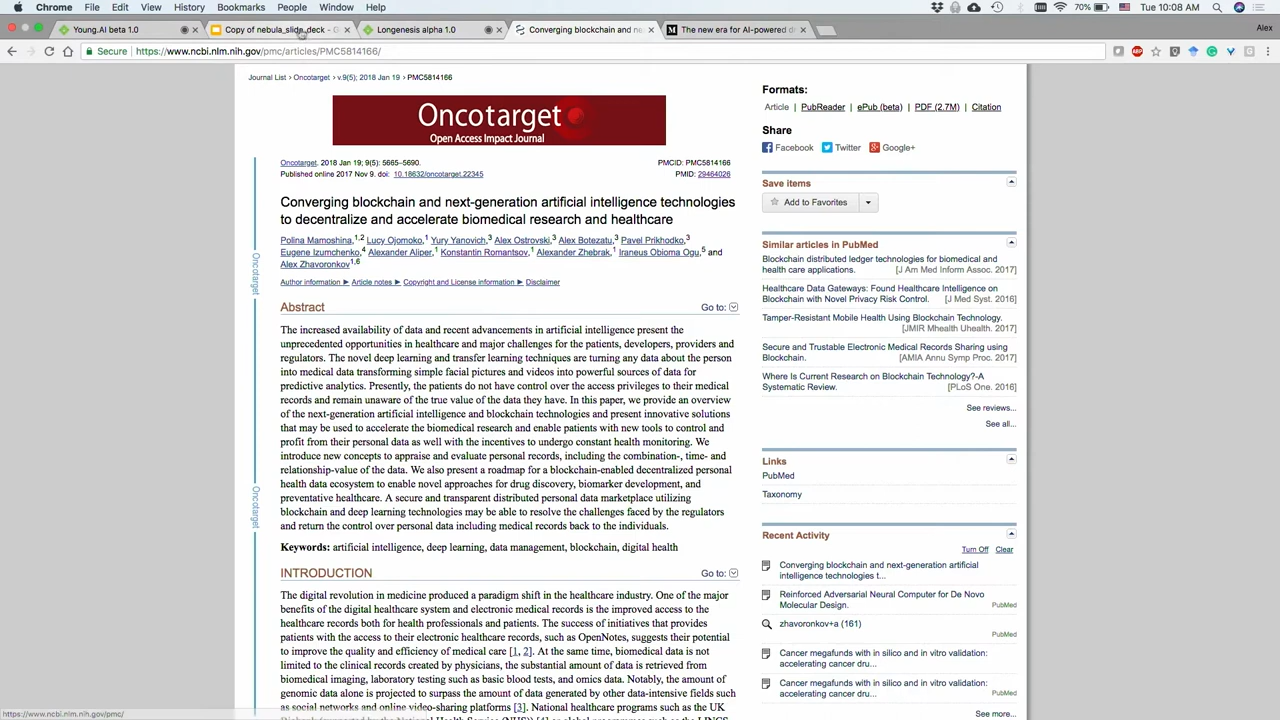 Chrome File Edit View History Bookmarks People Window Help
70% Tue 10:08 AM
Young.AI beta 1.0
Copy of nebula_slide_deck - G
Longenesis alpha 1.0
Converging blockchain and ne
The new era for AI-powered d
Alex
Secure https://www.ncbi.nlm.nih.gov/pmc/articles/PMC5814166/
Journal List > Oncotarget > v.9(5); 2018 Jan 19 > PMC5814166
Oncotarget
Open Access Impact Journal
Oncotarget. 2018 Jan 19; 9(5): 5665–5690. PMCID: PMC5814166
Published online 2017 Nov 9. doi: 10.18632/oncotarget.22345 PMID: 29464026
Converging blockchain and next-generation artificial intelligence technologies
to decentralize and accelerate biomedical research and healthcare
Polina Mamoshina,1,2 Lucy Ojomoko,1 Yury Yanovich,3 Alex Ostrovski,3 Alex Botezatu,3 Pavel Prikhodko,3
Eugene Izumchenko,4 Alexander Aliper,1 Konstantin Romantsov,1 Alexander Zhebrak,1 Iraneus Obioma Ogu,5 and
Alex Zhavoronkov1,6
Author information ► Article notes ► Copyright and License information ► Disclaimer
Abstract Go to:
The increased availability of data and recent advancements in artificial intelligence present the
unprecedented opportunities in healthcare and major challenges for the patients, developers, providers and
regulators. The novel deep learning and transfer learning techniques are turning any data about the person
into medical data transforming simple facial pictures and videos into powerful sources of data for
predictive analytics. Presently, the patients do not have control over the access privileges to their medical
records and remain unaware of the true value of the data they have. In this paper, we provide an overview
of the next-generation artificial intelligence and blockchain technologies and present innovative solutions
that may be used to accelerate the biomedical research and enable patients with new tools to control and
profit from their personal data as well with the incentives to undergo constant health monitoring. We
introduce new concepts to appraise and evaluate personal records, including the combination-, time- and
relationship-value of the data. We also present a roadmap for a blockchain-enabled decentralized personal
health data ecosystem to enable novel approaches for drug discovery, biomarker development, and
preventative healthcare. A secure and transparent distributed personal data marketplace utilizing
blockchain and deep learning technologies may be able to resolve the challenges faced by the regulators
and return the control over personal data including medical records back to the individuals.
Keywords: artificial intelligence, deep learning, data management, blockchain, digital health
INTRODUCTION Go to:
The digital revolution in medicine produced a paradigm shift in the healthcare industry. One of the major
benefits of the digital healthcare system and electronic medical records is the improved access to the
healthcare records both for health professionals and patients. The success of initiatives that provides
patients with the access to their electronic healthcare records, such as OpenNotes, suggests their potential
to improve the quality and efficiency of medical care [1, 2]. At the same time, biomedical data is not
limited to the clinical records created by physicians, the substantial amount of data is retrieved from
biomedical imaging, laboratory testing such as basic blood tests, and omics data. Notably, the amount of
genomic data alone is projected to surpass the amount of data generated by other data-intensive fields such
as social networks and online video-sharing platforms [3]. National healthcare programs such as the UK
Oncotarget
Oncotarget
Formats:
Article | PubReader | ePub (beta) | PDF (2.7M) | Citation
Share
Facebook Twitter Google+
Save items
Add to Favorites
Similar articles in PubMed
Blockchain distributed ledger technologies for biomedical and
health care applications. [J Am Med Inform Assoc. 2017]
Healthcare Data Gateways: Found Healthcare Intelligence on
Blockchain with Novel Privacy Risk Control. [J Med Syst. 2016]
Tamper-Resistant Mobile Health Using Blockchain Technology.
[JMIR Mhealth Uhealth. 2017]
Secure and Trustable Electronic Medical Records Sharing using
Blockchain. [AMIA Annu Symp Proc. 2017]
Where Is Current Research on Blockchain Technology?-A
Systematic Review. [PLoS One. 2016]
See reviews...
See all...
Links
PubMed
Taxonomy
Recent Activity
Turn Off Clear
Converging blockchain and next-generation artificial
intelligence technologies t...
Reinforced Adversarial Neural Computer for De Novo
Molecular Design. PubMed
zhavoronkov+a (161)
PubMed
Cancer megafunds with in silico and in vitro validation:
accelerating cancer dru...
Cancer megafunds with in silico and in vitro validation:
accelerating cancer dru... PubMed
See more...
https://www.ncbi.nlm.nih.gov/pmc/